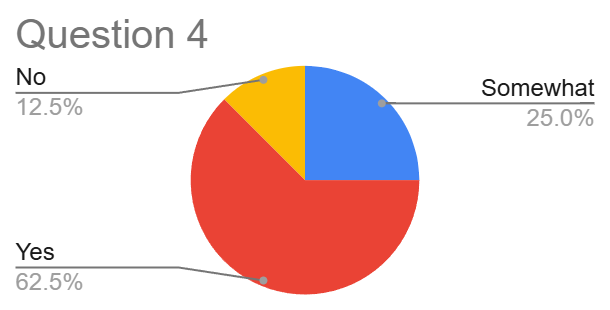 Question 4
No
12.5%
Somewhat
25.0%
Yes
62.5%